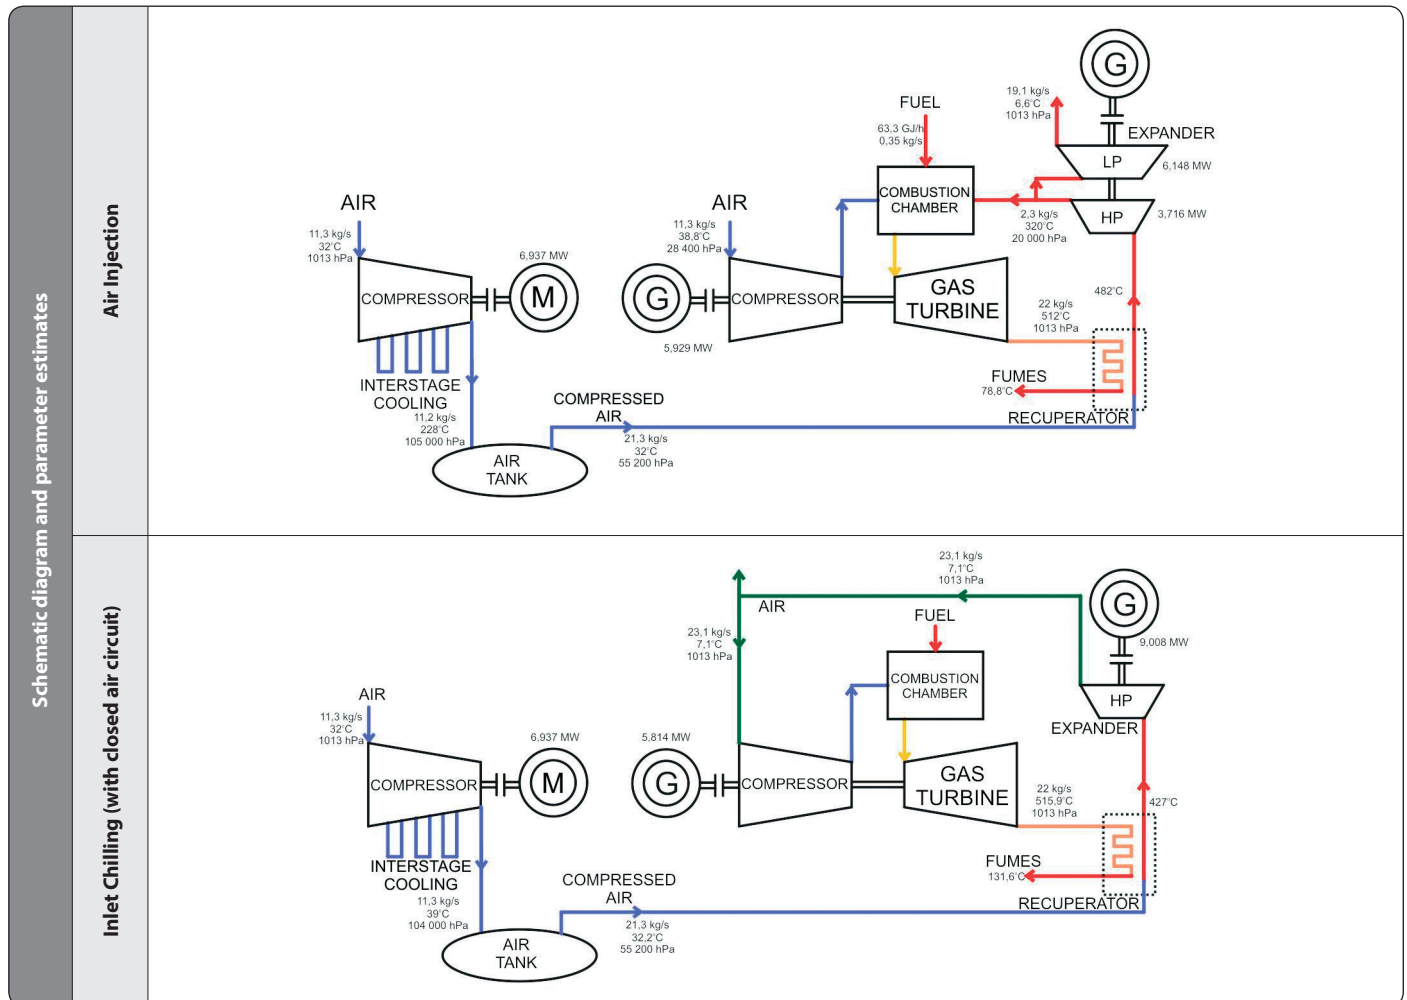 Schematic diagram and parameter estimates
Air Injection
AIR
11,3 kg/s
32°C
1013 hPa
COMPRESSOR
6,937 MW
M
INTERSTAGE
COOLING
11,2 kg/s
228°C
105 000 hPa
AIR
TANK
COMPRESSED
AIR
21,3 kg/s
32°C
55 200 hPa
G
5,929 MW
AIR
11,3 kg/s
38,8°C
28 400 hPa
COMPRESSOR
FUEL
63,3 GJ/h
0,35 kg/s
COMBUSTION
CHAMBER
GAS
TURBINE
22 kg/s
512°C
1013 hPa
FUMES
78,8°C
RECUPERATOR
482°C
2,3 kg/s
320°C
20 000 hPa
HP
3,716 MW
LP
6,148 MW
EXPANDER
19,1 kg/s
6,6°C
1013 hPa
G
Inlet Chilling (with closed air circuit)
AIR
11,3 kg/s
32°C
1013 hPa
COMPRESSOR
6,937 MW
M
INTERSTAGE
COOLING
11,3 kg/s
39°C
104 000 hPa
AIR
TANK
COMPRESSED
AIR
21,3 kg/s
32,2°C
55 200 hPa
5,814 MW
G
23,1 kg/s
7,1°C
1013 hPa
AIR
COMPRESSOR
FUEL
COMBUSTION
CHAMBER
GAS
TURBINE
22 kg/s
515,9°C
1013 hPa
FUMES
131,6°C
RECUPERATOR
427°C
23,1 kg/s
7,1°C
1013 hPa
HP
EXPANDER
9,008 MW
G